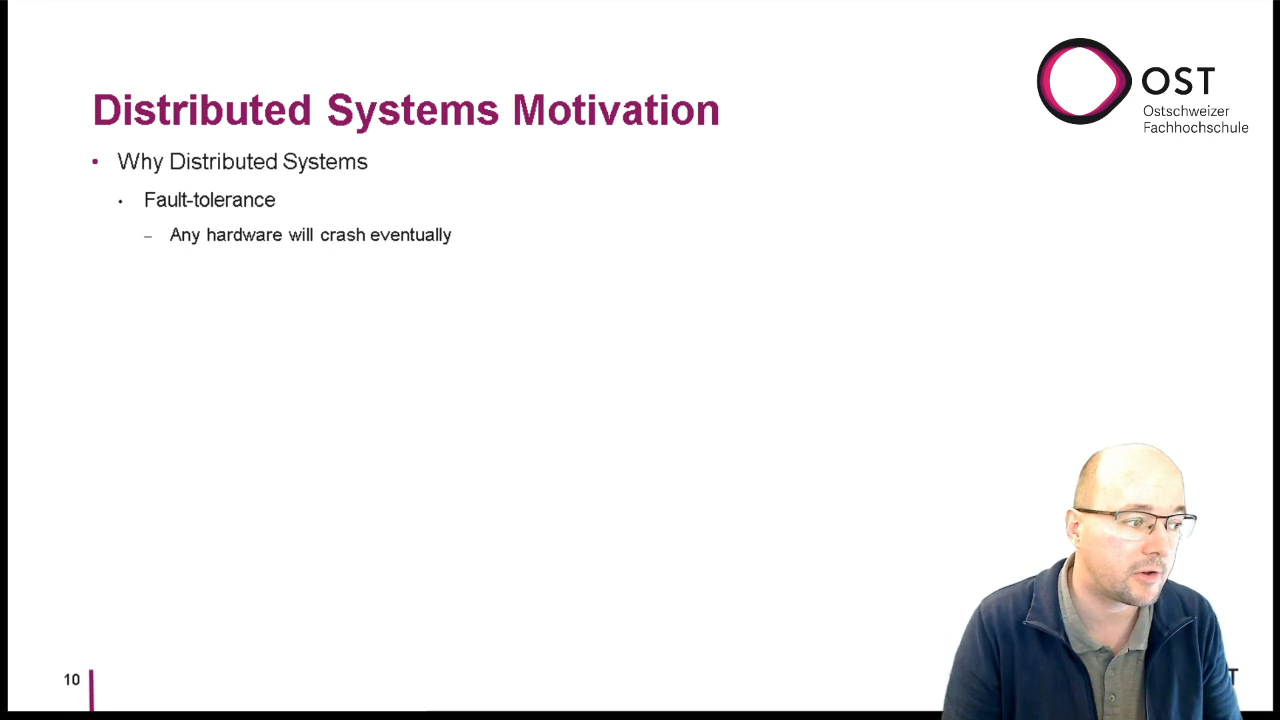 OST
Ostschweizer
Fachhochschule
Distributed Systems Motivation
• Why Distributed Systems
• Fault-tolerance
– Any hardware will crash eventually
10
T